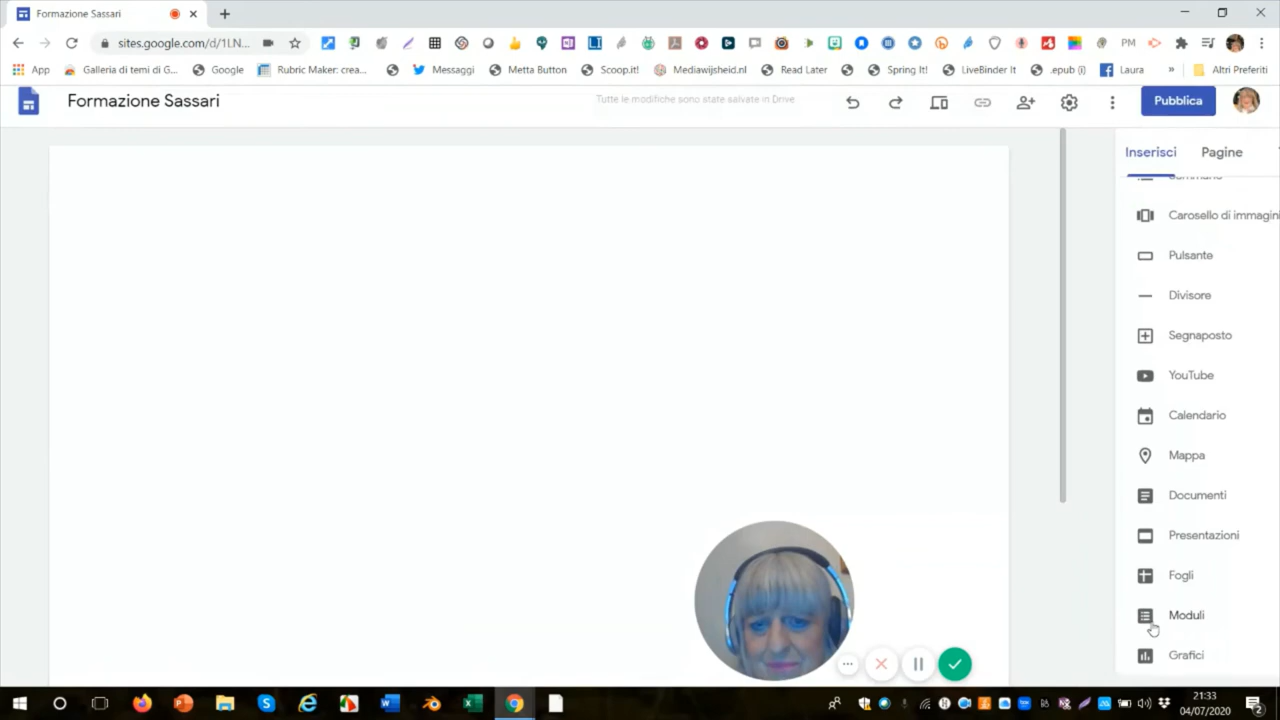 Formazione Sassari
sites.google.com/d/1LN...
PM
App
Galleria di temi di G...
Google
Rubric Maker: crea...
Messaggi
Metta Button
Scoop.it!
Mediawijsheid.nl
Read Later
Spring It!
LiveBinder It
.epub (i)
Laura
»
Altri Preferiti
Formazione Sassari
Tutte le modifiche sono state salvate in Drive
Pubblica
Inserisci
Pagine
Sommario
Carosello di immagini
Pulsante
Divisore
Segnaposto
YouTube
Calendario
Mappa
Documenti
Presentazioni
Fogli
Moduli
Grafici
21:33
04/07/2020
2